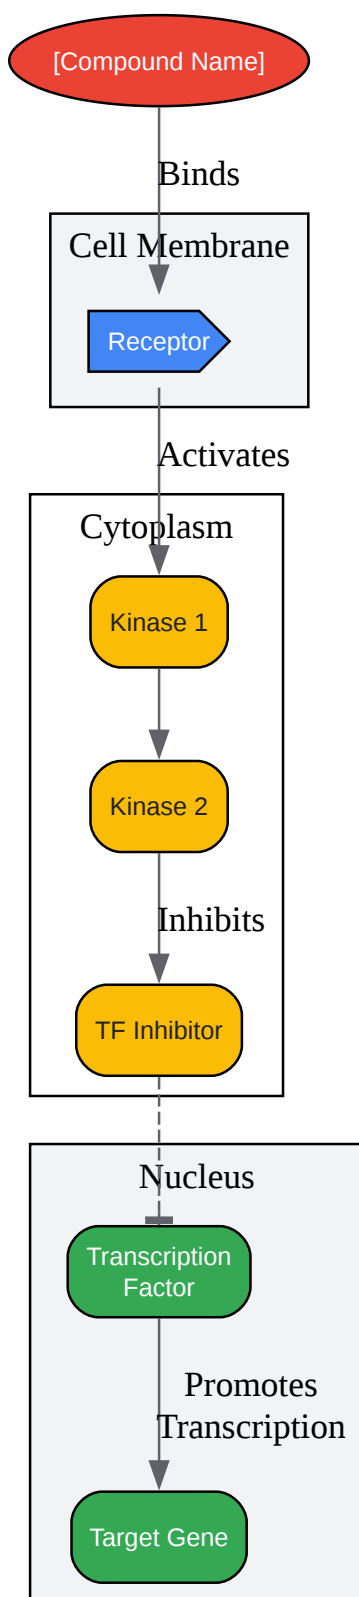 [Compound Name]
Binds
Cell Membrane
Receptor
Activates
Cytoplasm
Kinase 1
Kinase 2
Inhibits
TF Inhibitor
Nucleus
Transcription
Factor
Promotes
Transcription
Target Gene